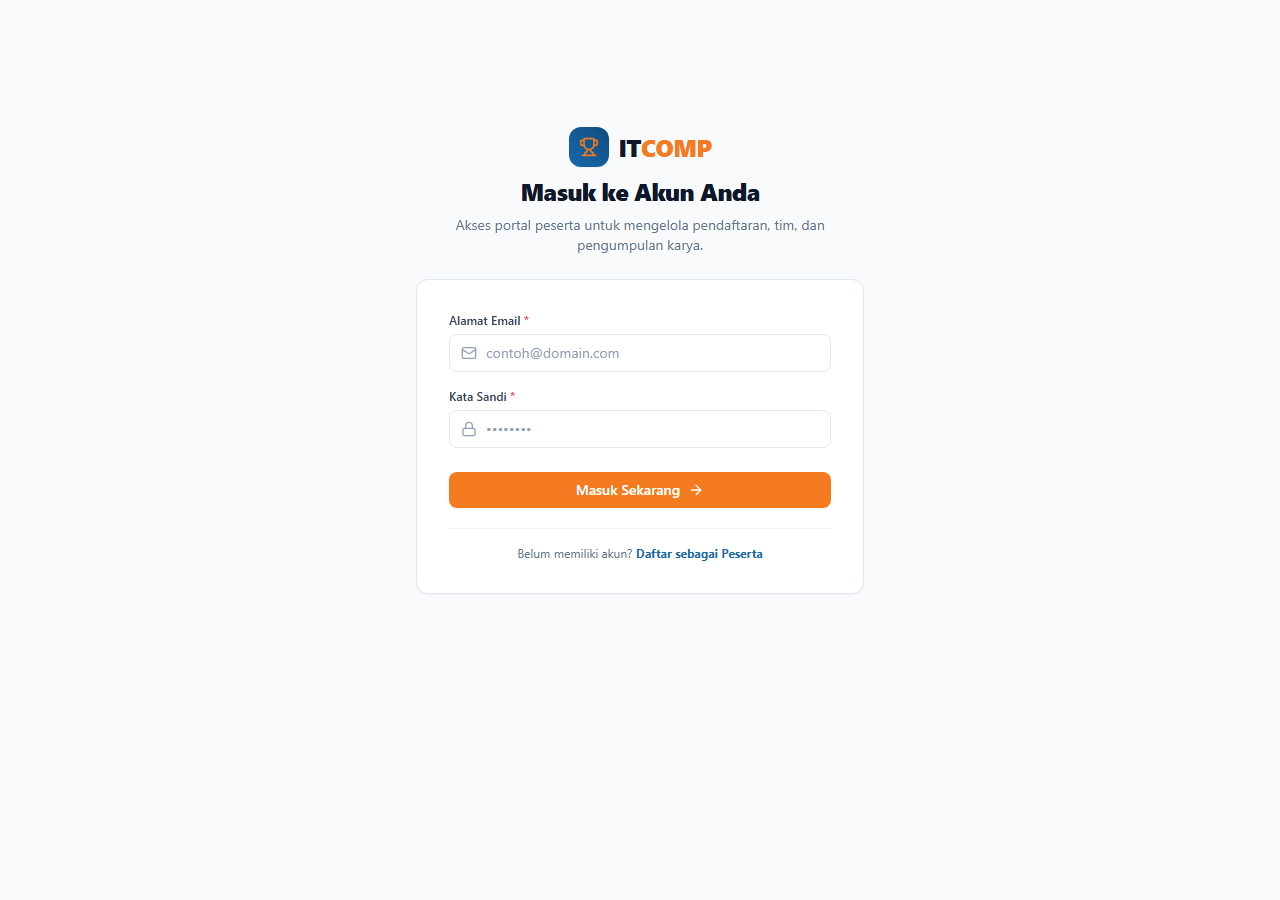 ITCOMP
Masuk ke Akun Anda
Akses portal peserta untuk mengelola pendaftaran, tim, dan
pengumpulan karya.
Alamat Email *
contoh@domain.com
Kata Sandi *
••••••••
Masuk Sekarang →
Belum memiliki akun? Daftar sebagai Peserta